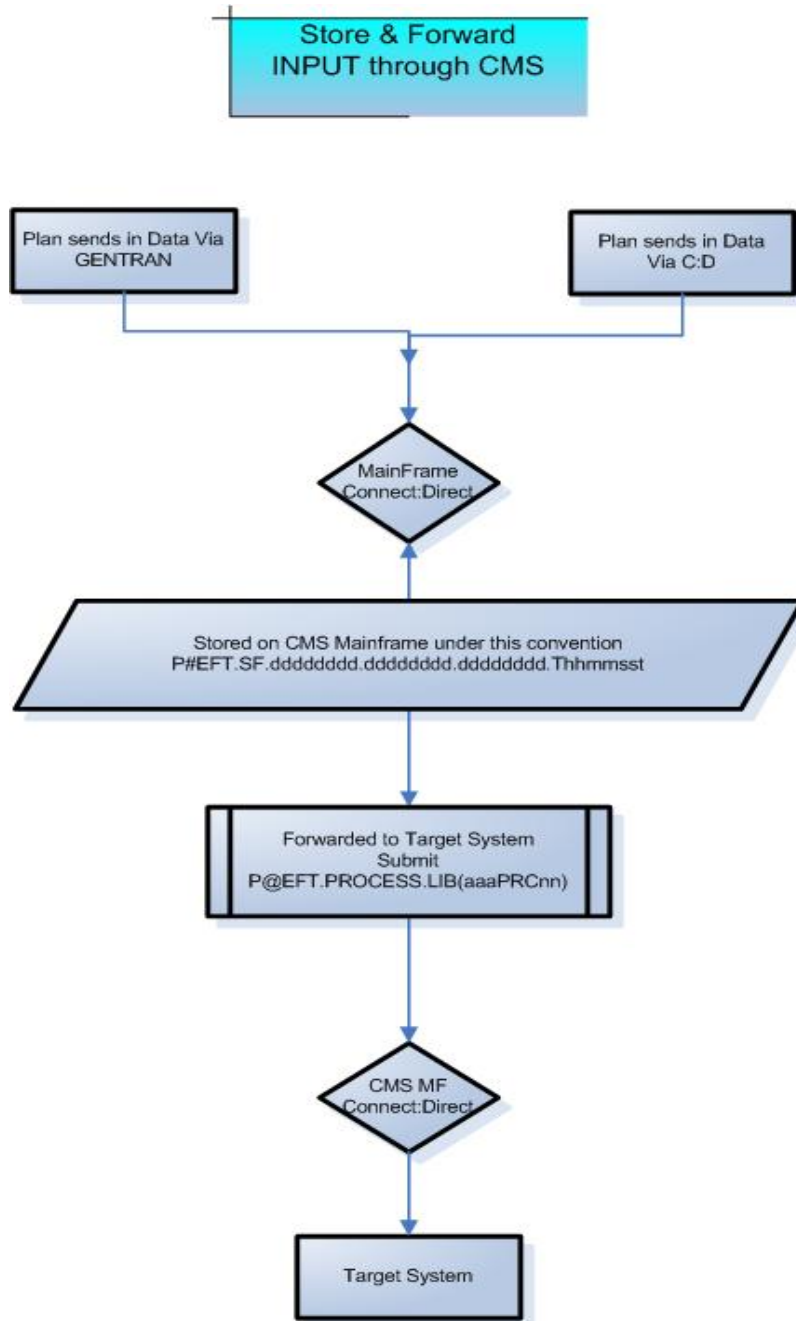 Store & Forward
INPUT through CMS
Plan sends in Data Via
GENTRAN
Plan sends in Data
Via C:D
MainFrame
Connect:Direct
Stored on CMS Mainframe under this convention
P#EFT.SF.dddddddd.dddddddd.dddddddd.Thhmmsst
Forwarded to Target System
Submit
P@EFT.PROCESS.LIB(aaaPRCnn)
CMS MF
Connect:Direct
Target System